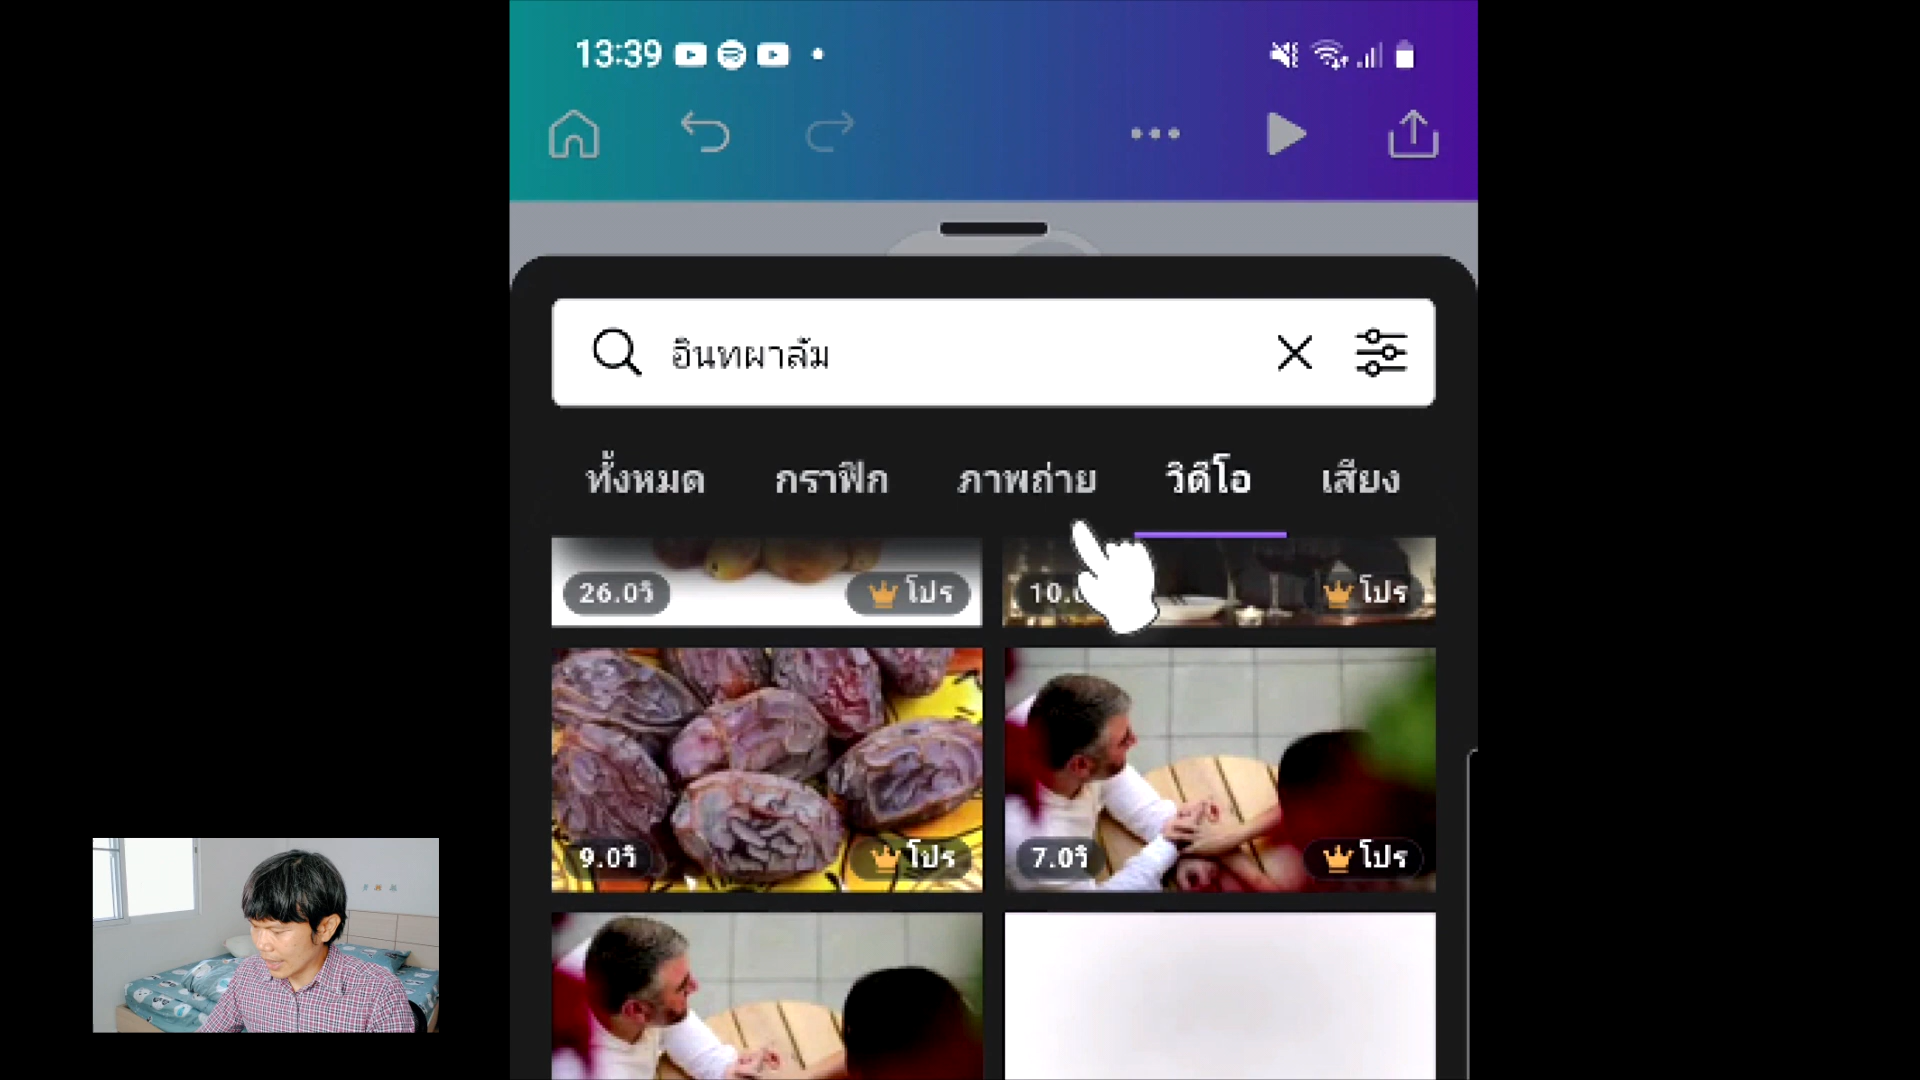 13:39
อินทผาลัม
ทั้งหมด กราฟิก ภาพถ่าย วิดีโอ เสียง
26.0วิ โปร โปร
9.0วิ โปร 7.0วิ โปร